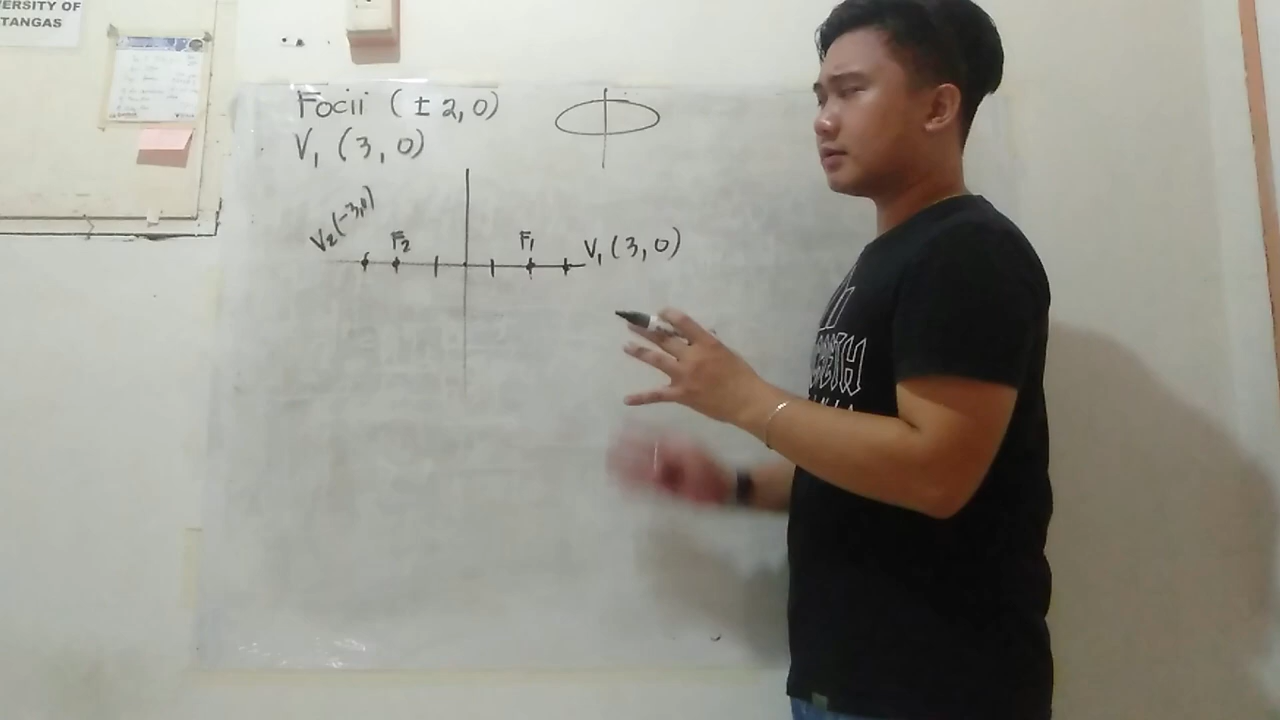 ERSITY OF
TANGAS
Focii (± 2, 0)
V₁ (3, 0)
V₂ (-3, 0)
F₂
F₁
V₁ (3, 0)